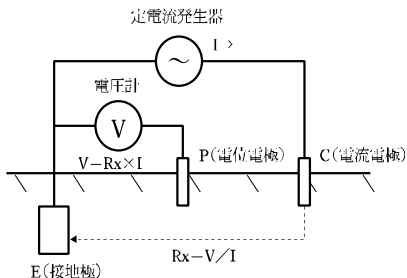 定電流発生器
I >
電圧計
V
V−Rx×I
P(電位電極)
C(電流電極)
Rx−V／I
E(接地極)